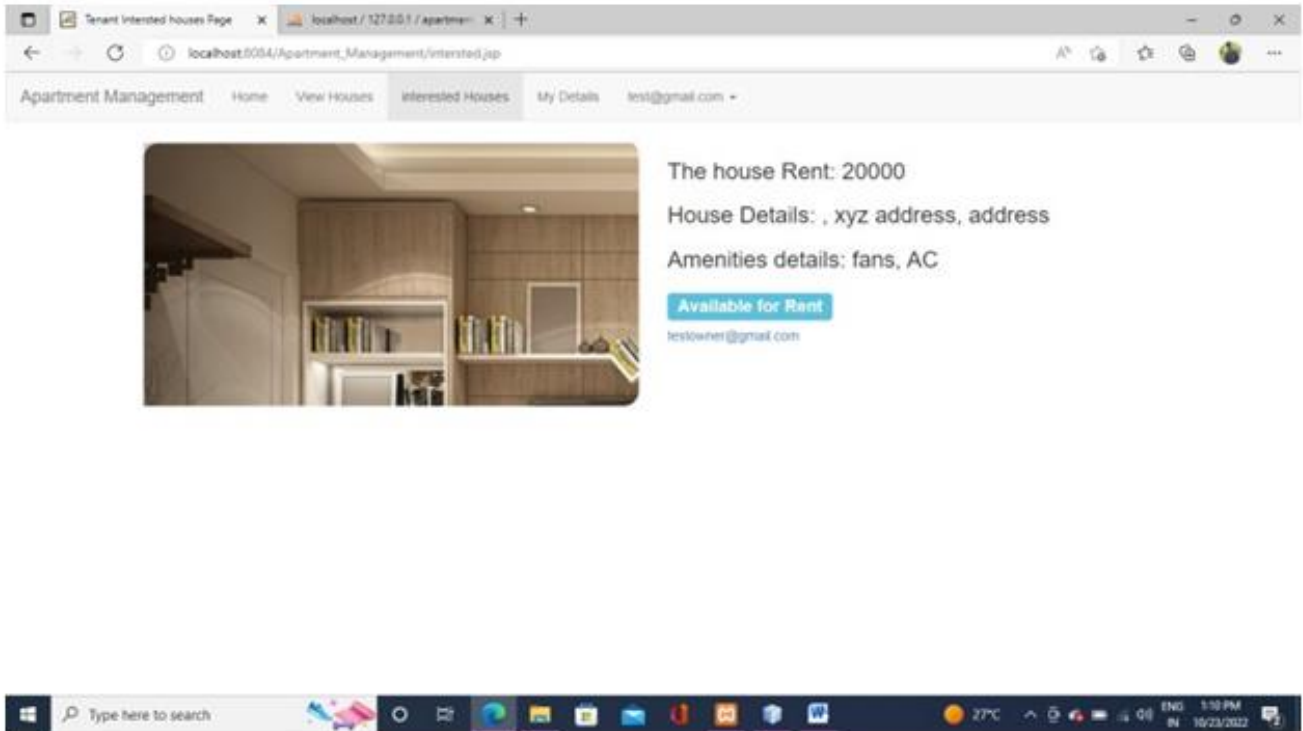 Tenant Intersted houses Page
localhost / 127.0.0.1 / apartmen
localhost:8084/Apartment_Management/intersted.jsp
Apartment Management Home View Houses Interested Houses My Details test@gmail.com
The house Rent: 20000
House Details: , xyz address, address
Amenities details: fans, AC
Available for Rent
testowner@gmail.com
Type here to search
27°C
ENG
IN
1:10 PM
10/23/2022